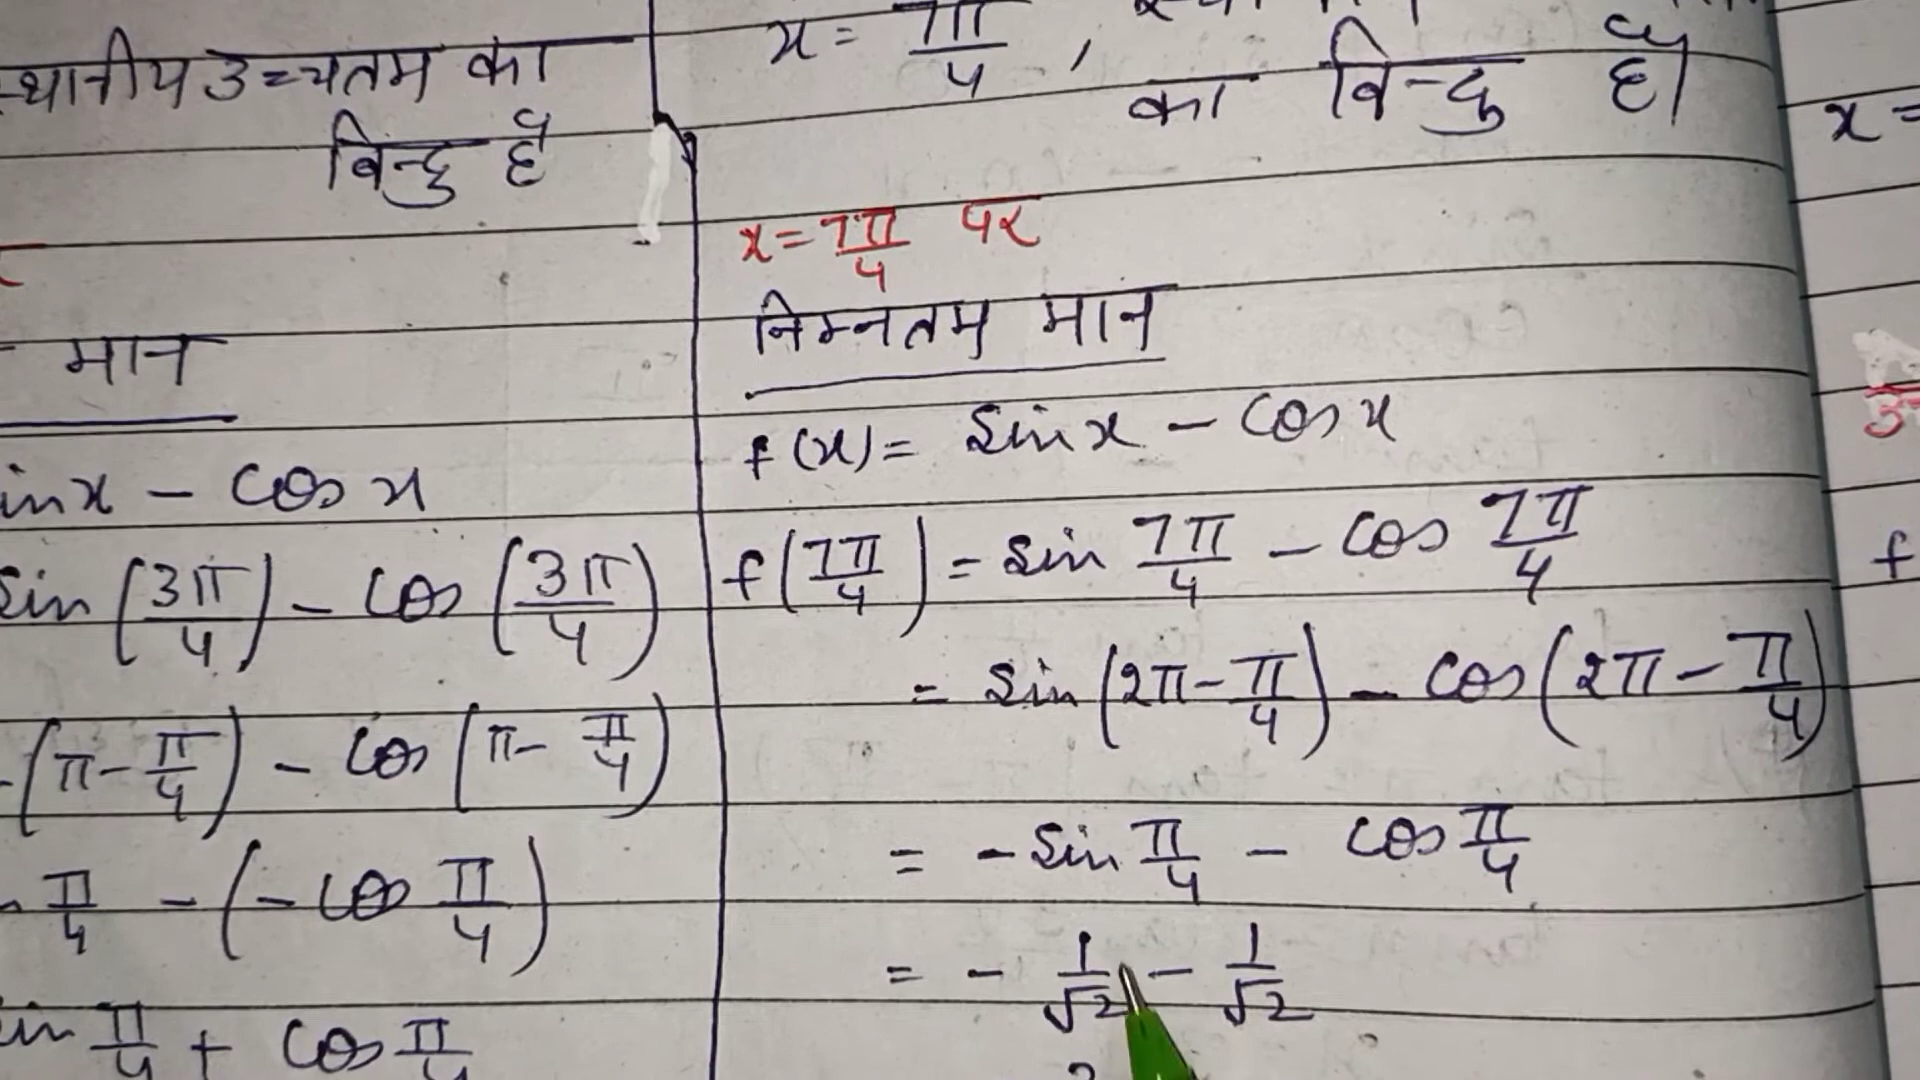 स्थानीय उच्चतम का
बिन्दु है
मान
inx - cos x
Sin (3π/4) - cos (3π/4)
(π - π/4) - cos (π - π/4)
π/4 - (-cos π/4)
in π/4 + cos π/4
x = 7π/4 ,
का बिन्दु है।
x = 7π/4 पर
निम्नतम मान
f(x) = Sin x - cos x
f(7π/4) = Sin 7π/4 - cos 7π/4
= Sin (2π - π/4) - cos (2π - π/4)
= - Sin π/4 - cos π/4
= - 1/√2 - 1/√2
x =
f